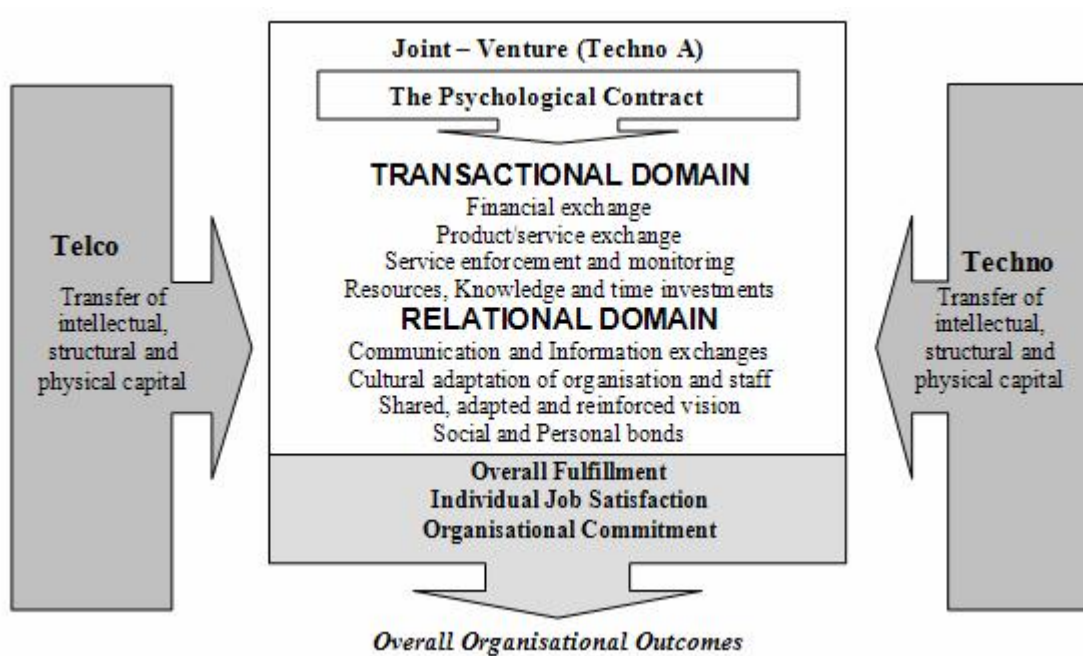 Joint – Venture (Techno A)
The Psychological Contract
TRANSACTIONAL DOMAIN
Financial exchange
Product/service exchange
Service enforcement and monitoring
Resources, Knowledge and time investments
RELATIONAL DOMAIN
Communication and Information exchanges
Cultural adaptation of organisation and staff
Shared, adapted and reinforced vision
Social and Personal bonds
Overall Fulfillment
Individual Job Satisfaction
Organisational Commitment
Overall Organisational Outcomes
Telco
Transfer of
intellectual,
structural and
physical capital
Techno
Transfer of
intellectual,
structural and
physical capital